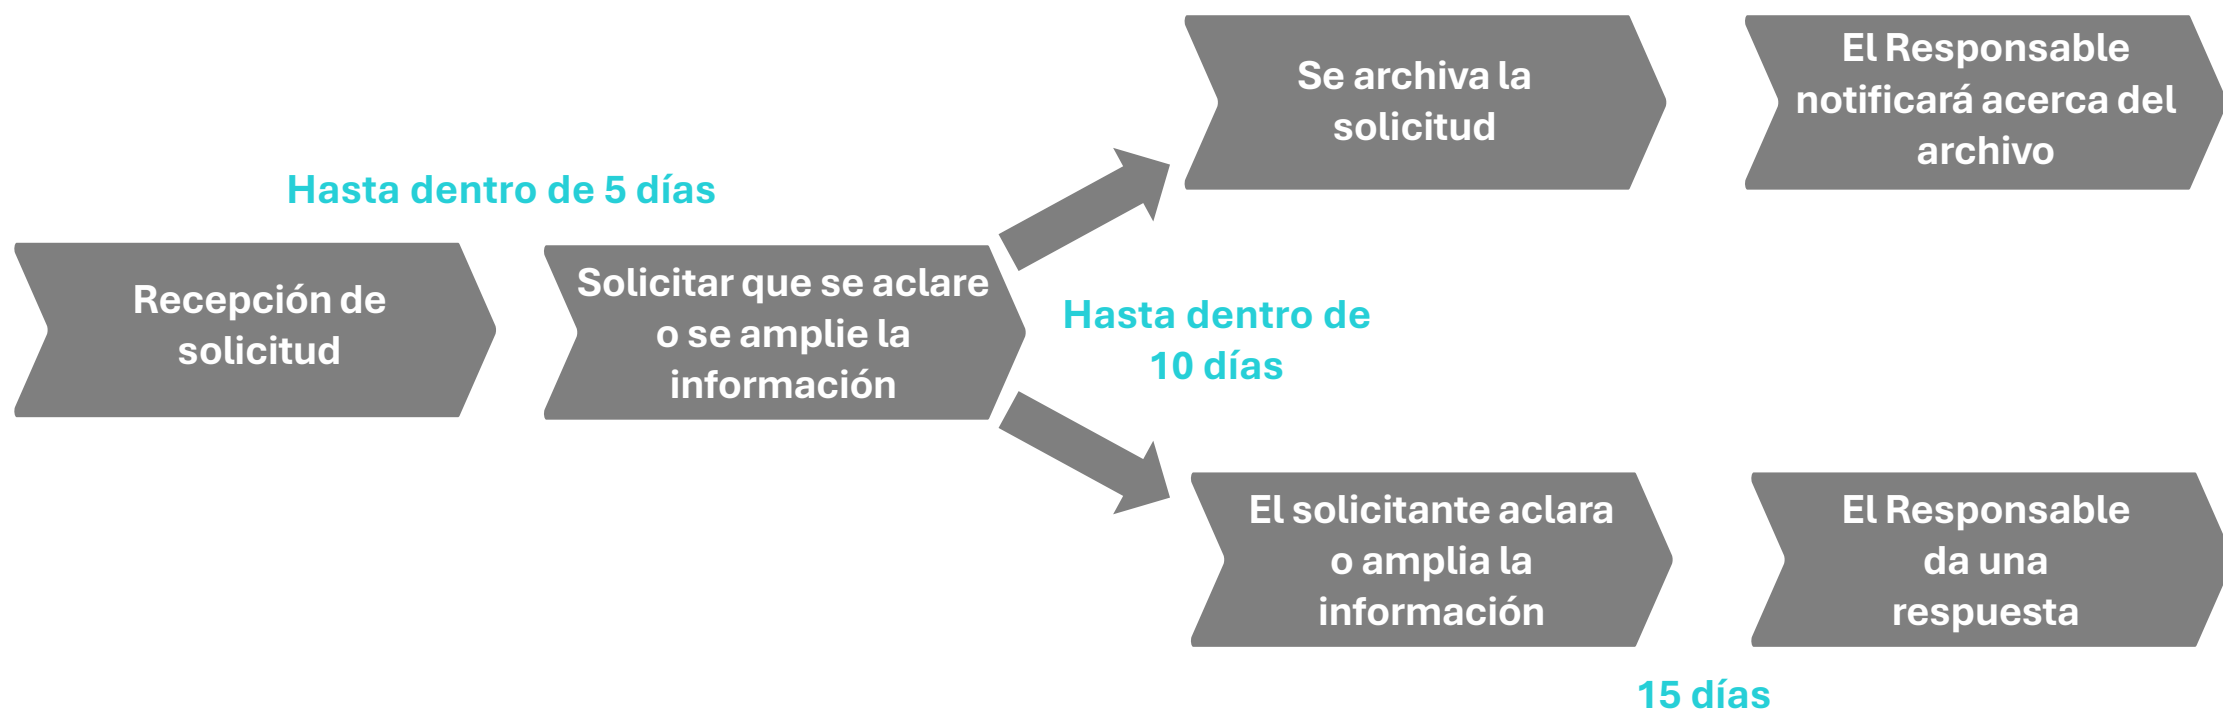 Hasta dentro de 5 días
Recepción de
solicitud
Solicitar que se aclare
o se amplie la
información
Se archiva la
solicitud
El Responsable
notificará acerca del
archivo
Hasta dentro de
10 días
El solicitante aclara
o amplia la
información
El Responsable
da una
respuesta
15 días